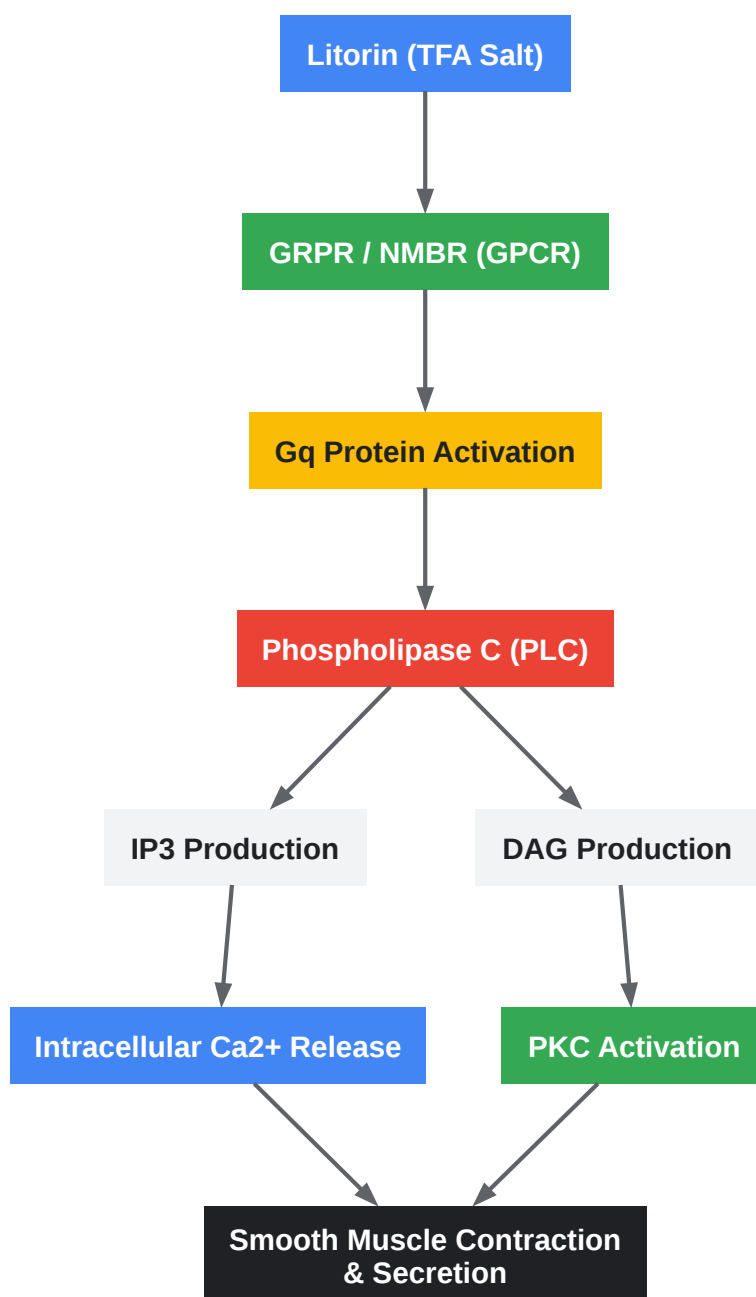 Litorin (TFA Salt)
GRPR / NMBR (GPCR)
Gq Protein Activation
Phospholipase C (PLC)
IP3 Production
DAG Production
Intracellular Ca2+ Release
PKC Activation
Smooth Muscle Contraction
& Secretion